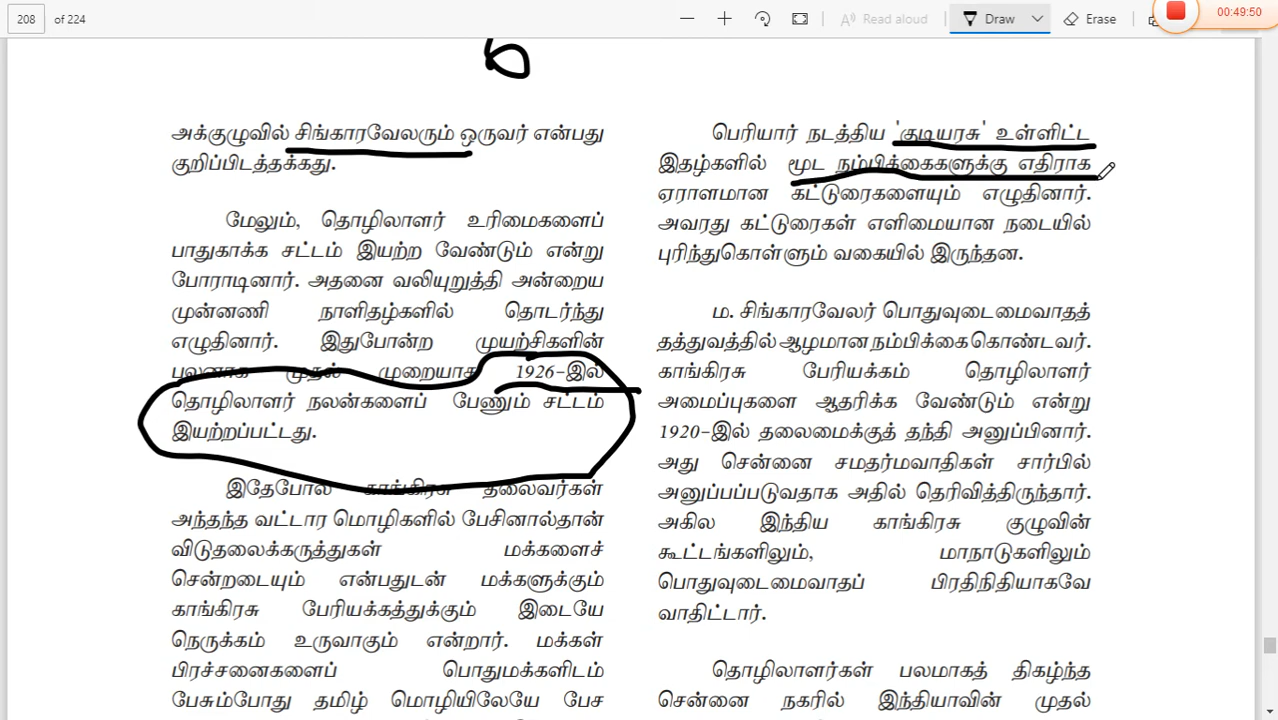 208 of 224
Read aloud
Draw
Erase
00:49:50
அக்குழுவில் சிங்காரவேலரும் ஒருவர் என்பது
குறிப்பிடத்தக்கது.
மேலும், தொழிலாளர் உரிமைகளைப்
பாதுகாக்க சட்டம் இயற்ற வேண்டும் என்று
போராடினார். அதனை வலியுறுத்தி அன்றைய
முன்னணி நாளிதழ்களில் தொடர்ந்து
எழுதினார். இதுபோன்ற முயற்சிகளின்
பலனாக முதல் முறையாக 1926-இல்
தொழிலாளர் நலன்களைப் பேணும் சட்டம்
இயற்றப்பட்டது.
இதேபோல காங்கிரசு தலைவர்கள்
அந்தந்த வட்டார மொழிகளில் பேசினால்தான்
விடுதலைக்கருத்துகள் மக்களைச்
சென்றடையும் என்பதுடன் மக்களுக்கும்
காங்கிரசு பேரியக்கத்துக்கும் இடையே
நெருக்கம் உருவாகும் என்றார். மக்கள்
பிரச்சனைகளைப் பொதுமக்களிடம்
பேசும்போது தமிழ் மொழியிலேயே பேச
பெரியார் நடத்திய 'குடியரசு' உள்ளிட்ட
இதழ்களில் மூட நம்பிக்கைகளுக்கு எதிராக
ஏராளமான கட்டுரைகளையும் எழுதினார்.
அவரது கட்டுரைகள் எளிமையான நடையில்
புரிந்துகொள்ளும் வகையில் இருந்தன.
ம. சிங்காரவேலர் பொதுவுடைமைவாதத்
தத்துவத்தில் ஆழமான நம்பிக்கை கொண்டவர்.
காங்கிரசு பேரியக்கம் தொழிலாளர்
அமைப்புகளை ஆதரிக்க வேண்டும் என்று
1920-இல் தலைமைக்குத் தந்தி அனுப்பினார்.
அது சென்னை சமதர்மவாதிகள் சார்பில்
அனுப்பப்படுவதாக அதில் தெரிவித்திருந்தார்.
அகில இந்திய காங்கிரசு குழுவின்
கூட்டங்களிலும், மாநாடுகளிலும்
பொதுவுடைமைவாதப் பிரதிநிதியாகவே
வாதிட்டார்.
தொழிலாளர்கள் பலமாகத் திகழ்ந்த
சென்னை நகரில் இந்தியாவின் முதல்